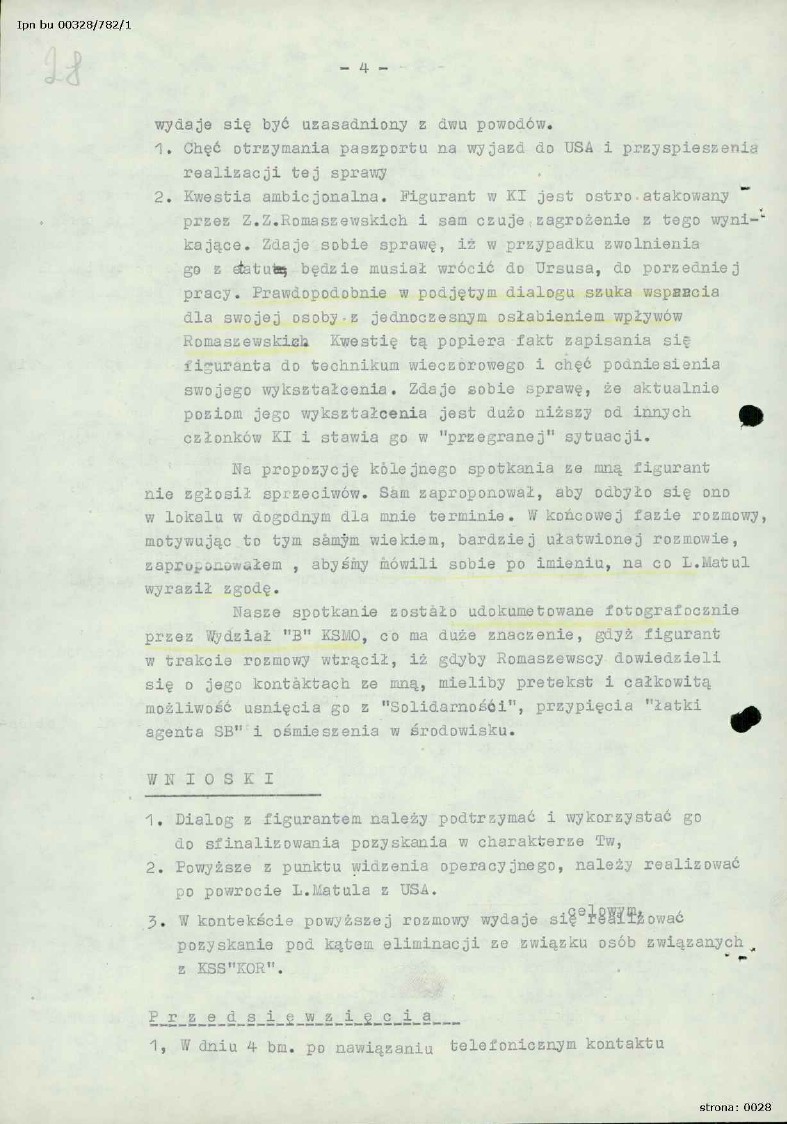 Ipn bu 00328/782/1
28
- 4 -
wydaje się być uzasadniony z dwu powodów.
1. Chęć otrzymania paszportu na wyjazd do USA i przyspieszenia
realizacji tej sprawy
2. Kwestia ambicjonalna. Figurant w KI jest ostro atakowany
przez Z.Z.Romaszewskich i sam czuje zagrożenie z tego wyni-
kające. Zdaje sobie sprawę, iż w przypadku zwolnienia
go z etatu będzie musiał wrócić do Ursusa, do porzedniej
pracy. Prawdopodobnie w podjętym dialogu szuka wsparcia
dla swojej osoby z jednoczesnym osłabieniem wpływów
Romaszewskich Kwestię tą popiera fakt zapisania się
figuranta do technikum wieczorowego i chęć podniesienia
swojego wykształcenia. Zdaje sobie sprawę, że aktualnie
poziom jego wykształcenia jest dużo niższy od innych
członków KI i stawia go w "przegranej" sytuacji.
Na propozycję kolejnego spotkania ze mną figurant
nie zgłosił sprzeciwów. Sam zaproponował, aby odbyło się ono
w lokalu w dogodnym dla mnie terminie. W końcowej fazie rozmowy,
motywując to tym samym wiekiem, bardziej ułatwionej rozmowie,
zaproponowałem , abyśmy mówili sobie po imieniu, na co L.Matul
wyraził zgodę.
Nasze spotkanie zostało udokumetowane fotografocznie
przez Wydział "B" KSMO, co ma duże znaczenie, gdyż figurant
w trakcie rozmowy wtrącił, iż gdyby Romaszewscy dowiedzieli
się o jego kontaktach ze mną, mieliby pretekst i całkowitą
możliwość usnięcia go z "Solidarności", przypięcia "łatki
agenta SB" i ośmieszenia w środowisku.
W N I O S K I
1. Dialog z figurantem należy podtrzymać i wykorzystać go
do sfinalizowania pozyskania w charakterze Tw,
2. Powyższe z punktu widzenia operacyjnego, należy realizować
po powrocie L.Matula z USA.
3. W kontekście powyższej rozmowy wydaje się celowym, realizować
pozyskanie pod kątem eliminacji ze związku osób związanych
z KSS"KOR".
P r z e d s i ę w z i ę c i a
1, W dniu 4 bm. po nawiązaniu telefonicznym kontaktu
strona: 0028